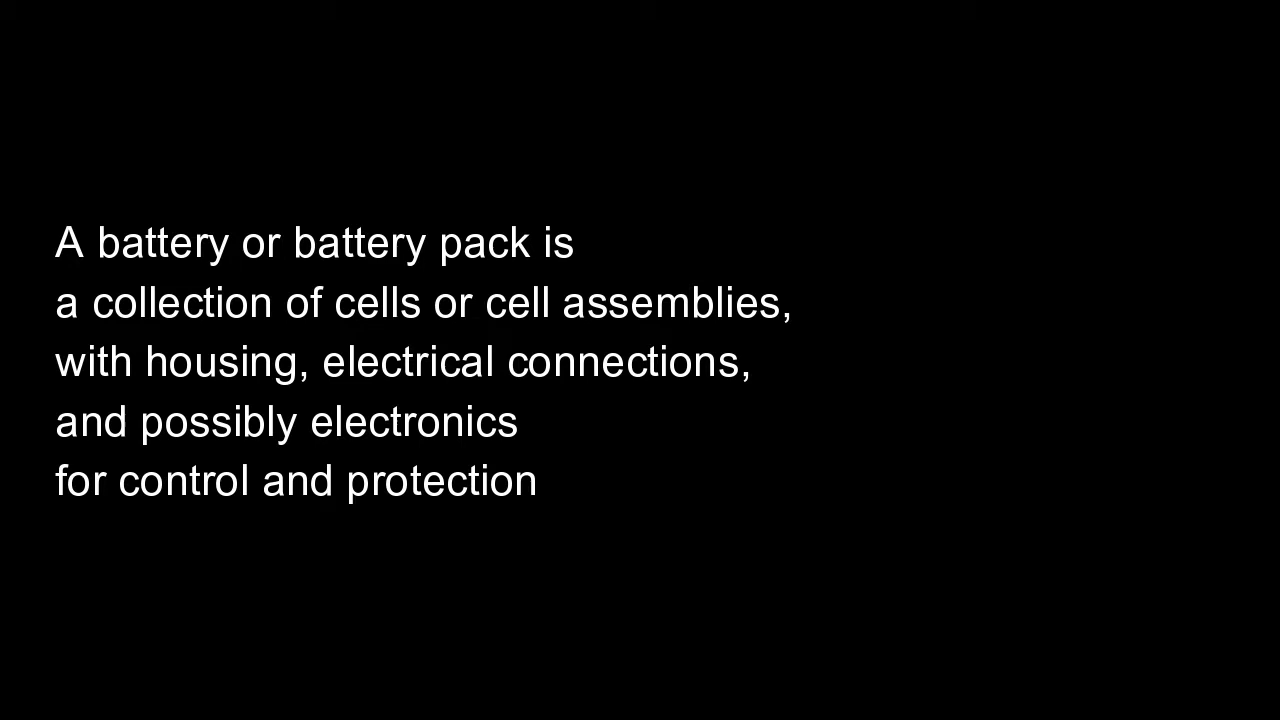 A battery or battery pack is
a collection of cells or cell assemblies,
with housing, electrical connections,
and possibly electronics
for control and protection